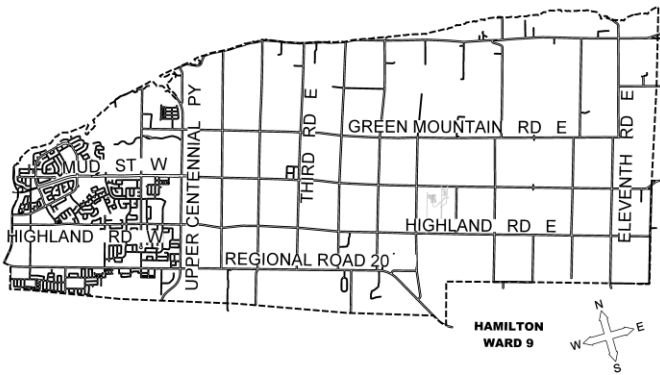 GREEN MOUNTAIN RD E
MUD ST W
UPPER CENTENNIAL PY
THIRD RD E
ELEVENTH RD E
HIGHLAND RD E
HIGHLAND RD W
REGIONAL ROAD 20
HAMILTON
WARD 9
N
W E
S